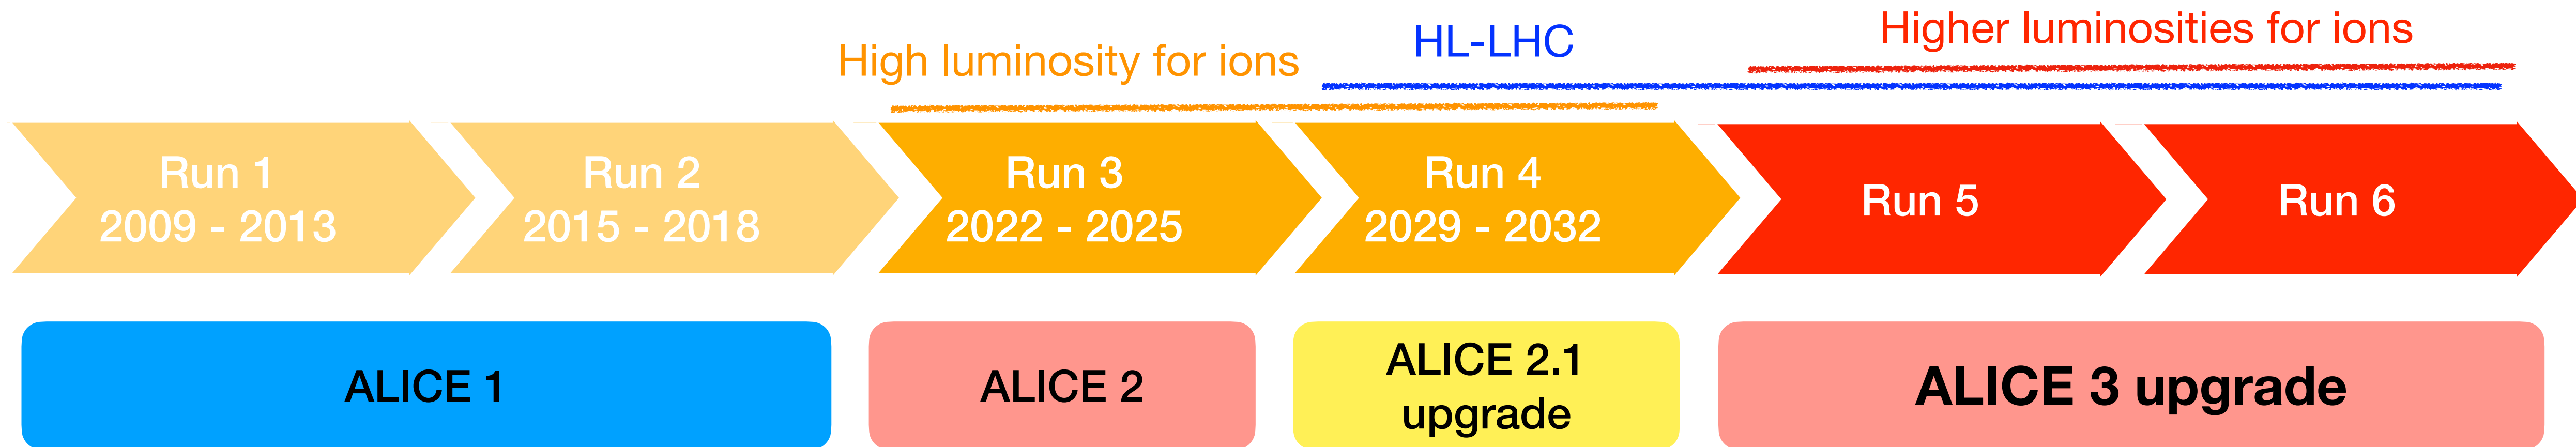 High luminosity for ions
HL-LHC
Higher luminosities for ions
Run 1
2009 - 2013
Run 2
2015 - 2018
Run 3
2022 - 2025
Run 4
2029 - 2032
Run 5
Run 6
ALICE 1
ALICE 2
ALICE 2.1
upgrade
ALICE 3 upgrade